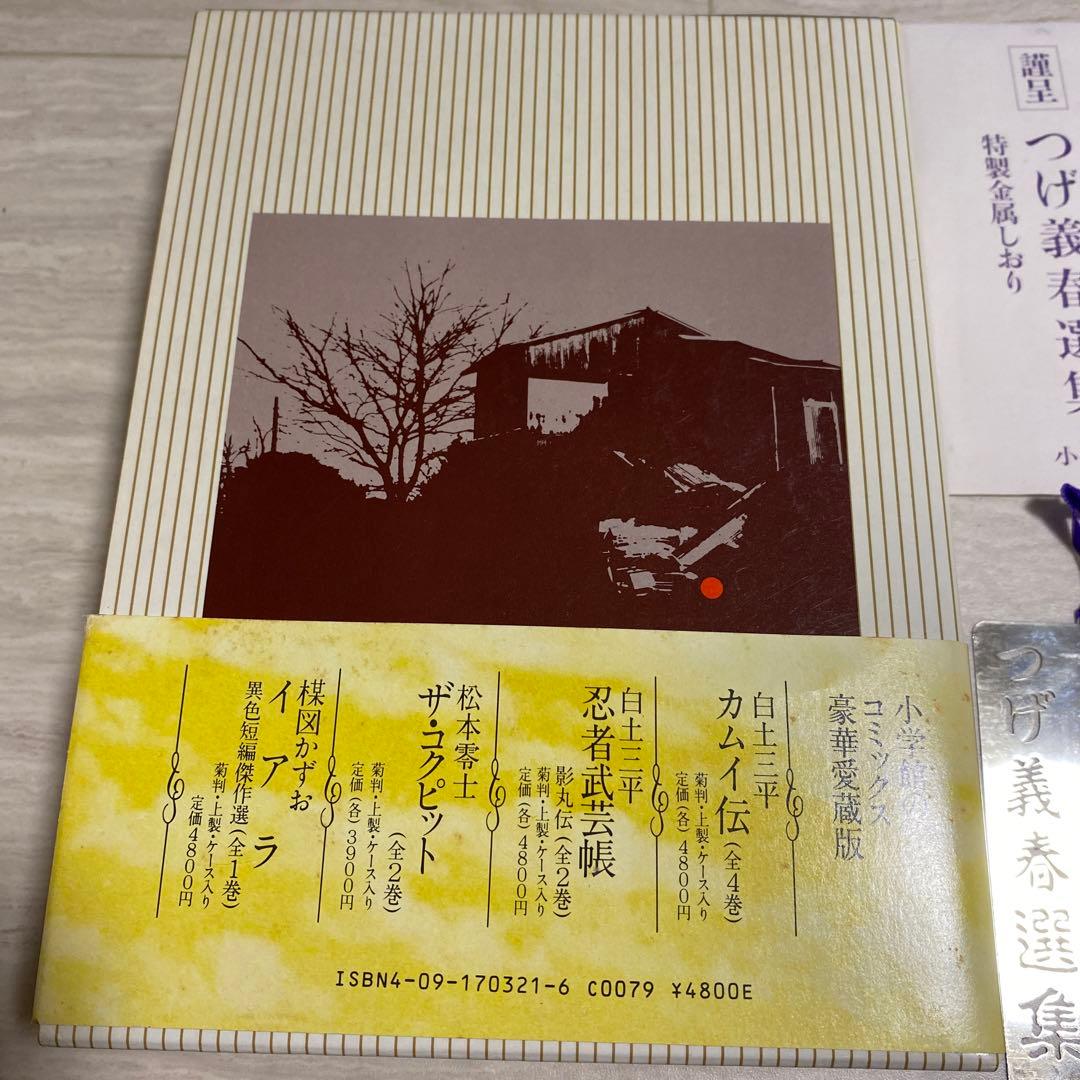 謹呈
つげ義春選集
小
特製金属しおり
小学館の
コミックス
豪華愛蔵版
白土三平
カムイ伝(全4巻)
菊判・上製・ケース入り
定価(各)4800円
白土三平
忍者武芸帳
影丸伝(全2巻)
菊判・上製・ケース入り
定価(各)4800円
松本零士
ザ・コクピット
(全2巻)
菊判・上製・ケース入り
定価(各)3900円
楳図かずお
イアラ
異色短編傑作選(全1巻)
菊判・上製・ケース入り
定価4800円
ISBN4-09-170321-6 C0079 ¥4800E
つげ義春選集